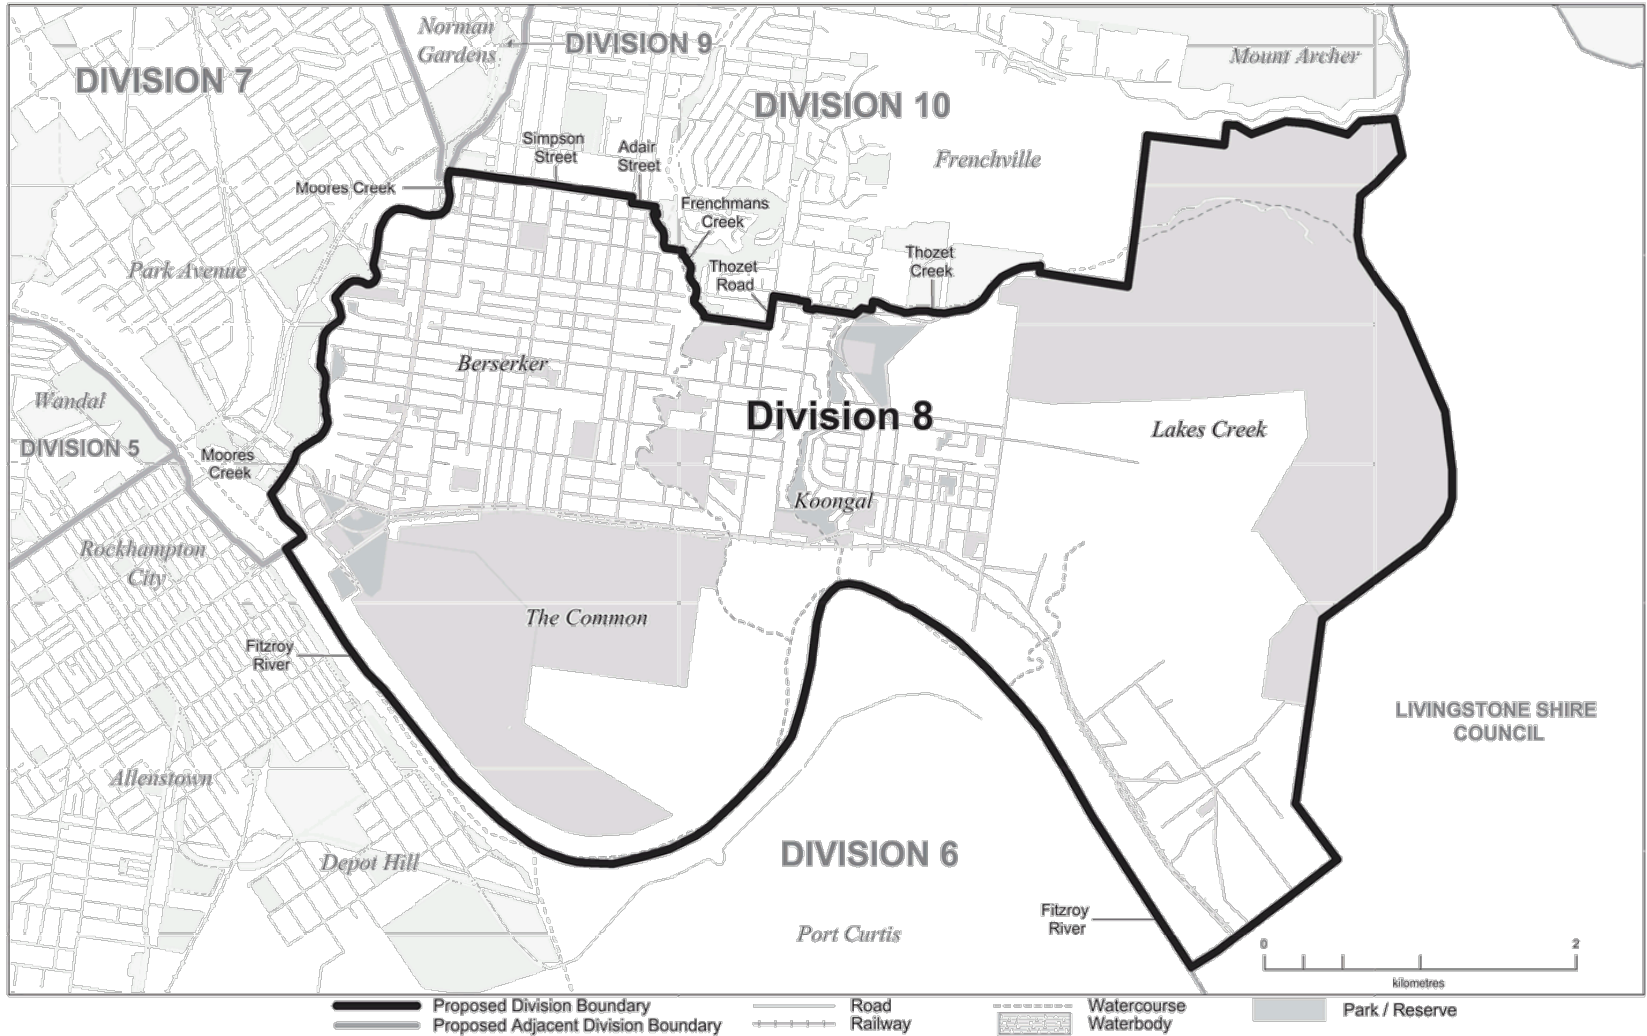 Norman
Gardens
DIVISION 9
DIVISION 7
Mount Archer
DIVISION 10
Simpson
Street
Adair
Street
Frenchville
Moores Creek
Frenchmans
Creek
Thozet
Creek
Park Avenue
Thozet
Road
Berserker
Wandal
Division 8
Lakes Creek
DIVISION 5
Moores
Creek
Koongal
Rockhampton
City
The Common
Fitzroy
River
LIVINGSTONE SHIRE
COUNCIL
Allenstown
DIVISION 6
Depot Hill
Fitzroy
River
Port Curtis
0 2
kilometres
Proposed Division Boundary
Proposed Adjacent Division Boundary
Road
Railway
Watercourse
Waterbody
Park / Reserve